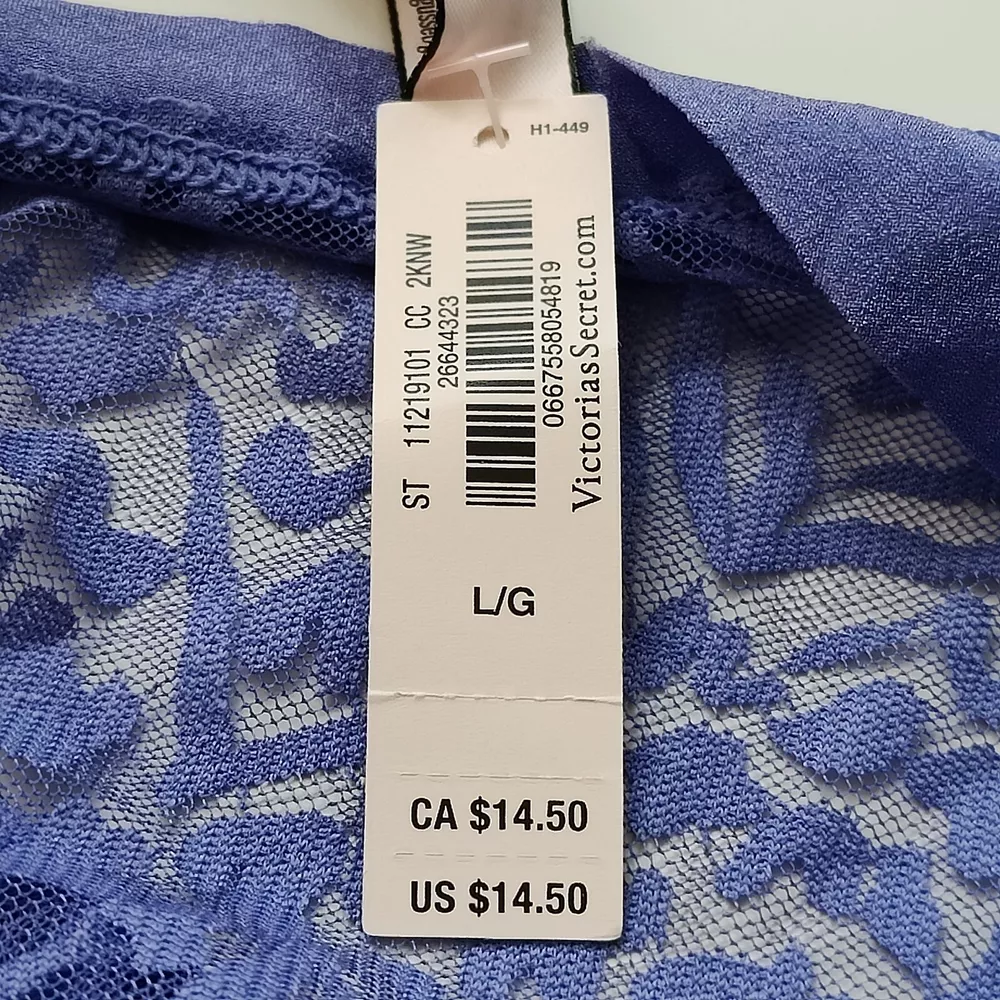 H1-449
ST 11219101 CC 2KNW
26644323
0667558054819
VictoriasSecret.com
L/G
CA $14.50
US $14.50